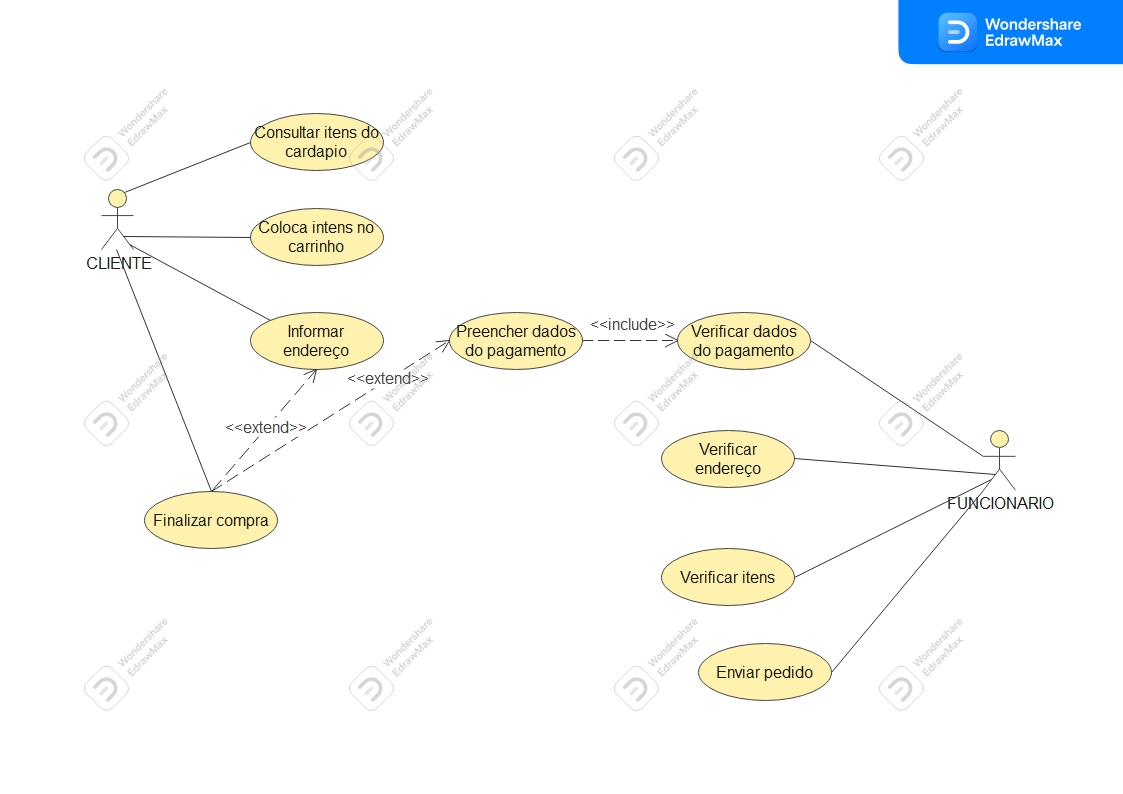 Wondershare
EdrawMax
Consultar itens do
cardapio
CLIENTE
Coloca intens no
carrinho
Informar
endereço
Preencher dados
do pagamento
<<include>>
Verificar dados
do pagamento
<<extend>>
<<extend>>
Verificar
endereço
FUNCIONARIO
Finalizar compra
Verificar itens
Enviar pedido
Wondershare
EdrawMax
Wondershare
EdrawMax
Wondershare
EdrawMax
Wondershare
EdrawMax
Wondershare
EdrawMax
Wondershare
EdrawMax
Wondershare
EdrawMax
Wondershare
EdrawMax
Wondershare
EdrawMax
Wondershare
EdrawMax
Wondershare
EdrawMax
Wondershare
EdrawMax